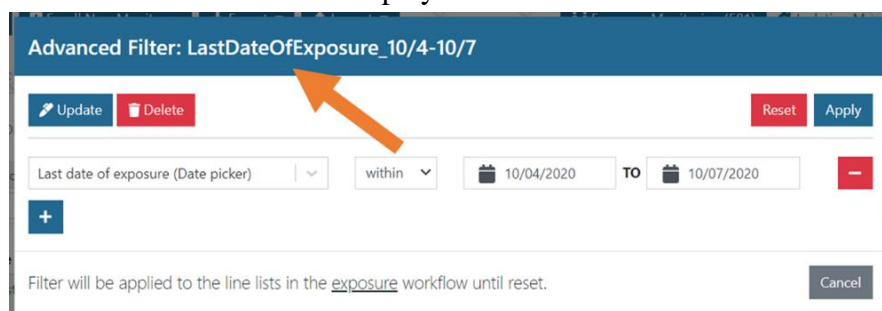 Advanced Filter: LastDateOfExposure_10/4-10/7
Update Delete Reset Apply
Last date of exposure (Date picker) within 10/04/2020 TO 10/07/2020
Filter will be applied to the line lists in the exposure workflow until reset.
Cancel